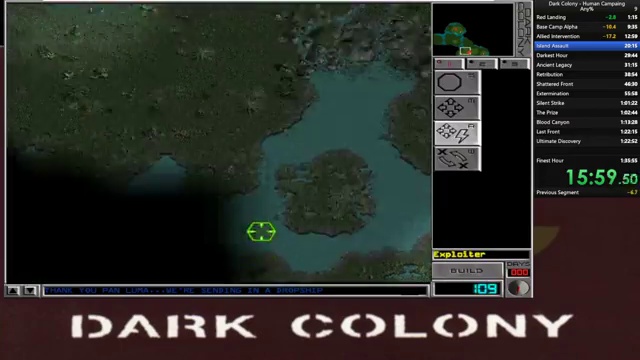 Dark Colony - Human Campaing
Any% 9
Red Landing -2.8 1:15
Base Camp Alpha -10.4 9:35
Allied Intervention -17.2 12:59
Island Assault 20:15
Darkest Hour 29:44
Ancient Legacy 31:15
Retribution 38:54
Shattered Front 46:30
Extermination 55:58
Silent Strike 1:01:22
The Prize 1:02:44
Blood Canyon 1:13:28
Last Front 1:22:15
Ultimate Discovery 1:22:52
Finest Hour 1:35:55
15:59.50
Previous Segment -6.7
Exploiter
BUILD
DAYS
000
109
THANK YOU PAN LUMA...WE'RE SENDING IN A DROPSHIP
DARK COLONY